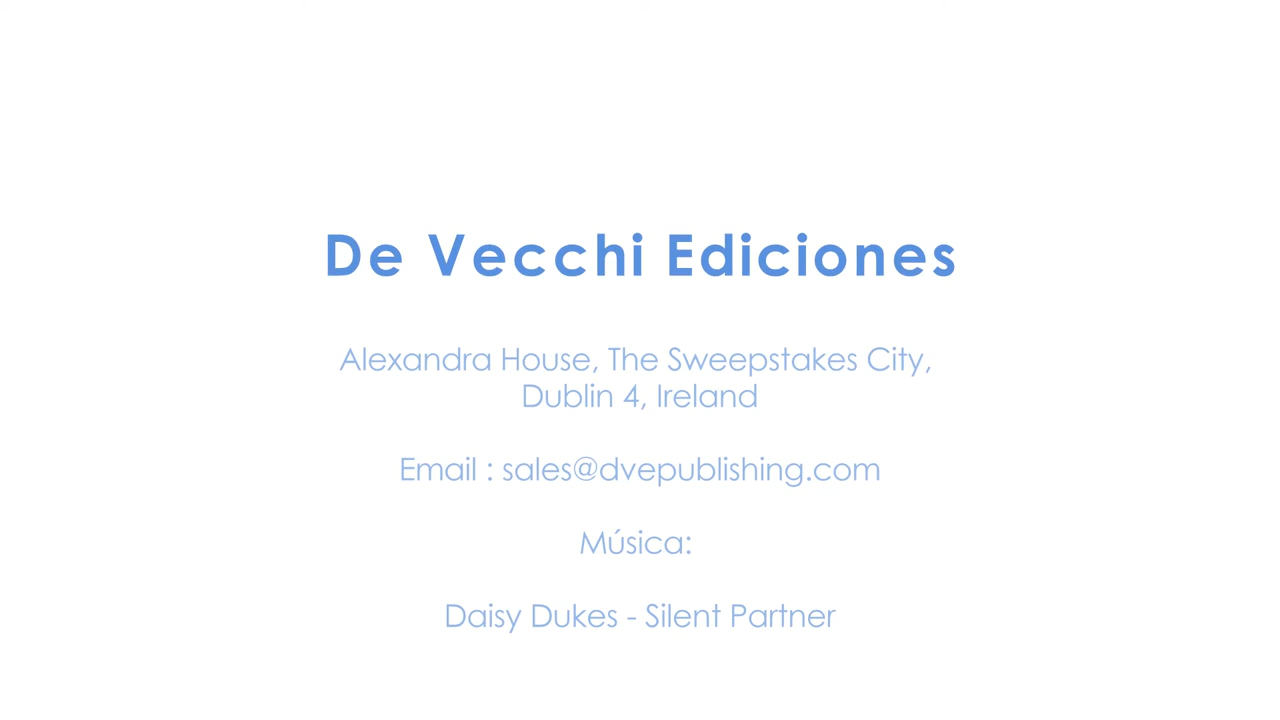 De Vecchi Ediciones
Alexandra House, The Sweepstakes City,
Dublin 4, Ireland
Email : sales@dvepublishing.com
Música:
Daisy Dukes - Silent Partner